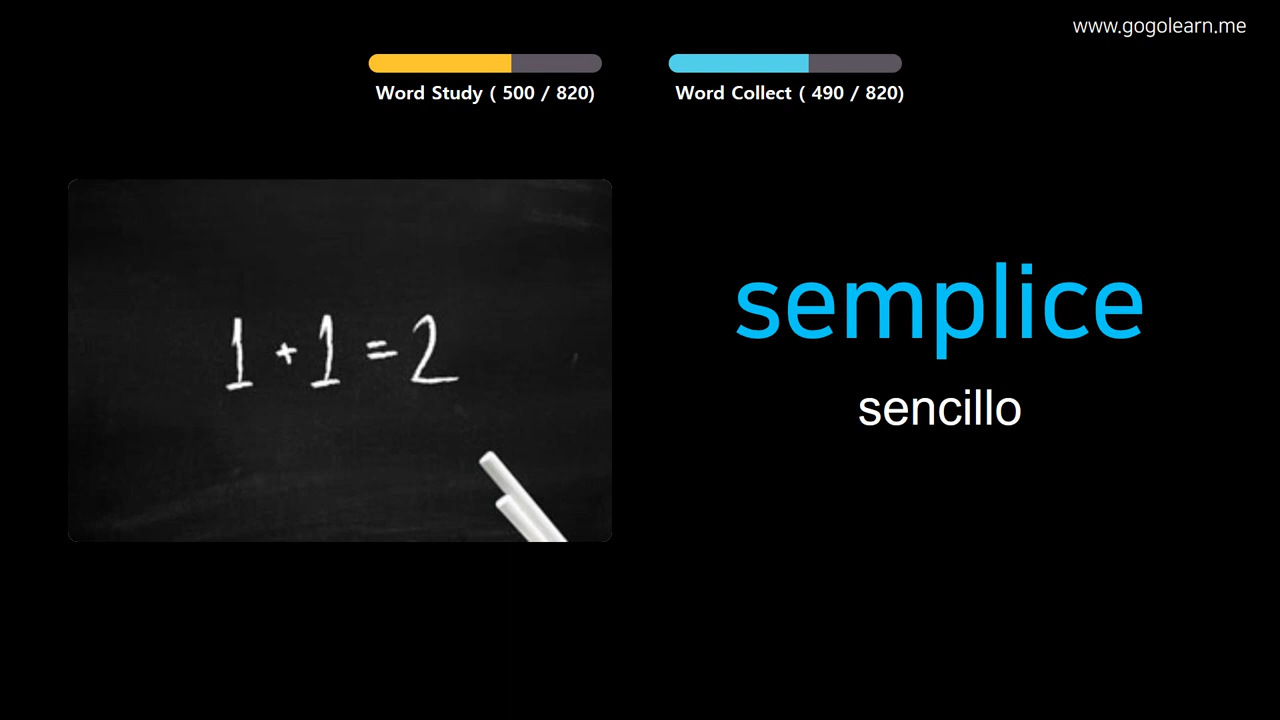 www.gogolearn.me
Word Study ( 500 / 820)
Word Collect ( 490 / 820)
1 + 1 = 2
semplice
sencillo